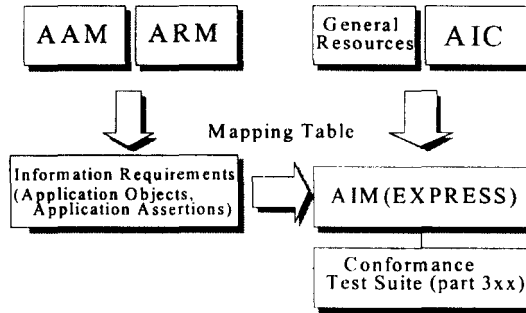 AAM
ARM
General
Resources
AIC
Mapping Table
Information Requirements
(Application Objects,
Application Assertions)
AIM(EXPRESS)
Conformance
Test Suite (part 3xx)